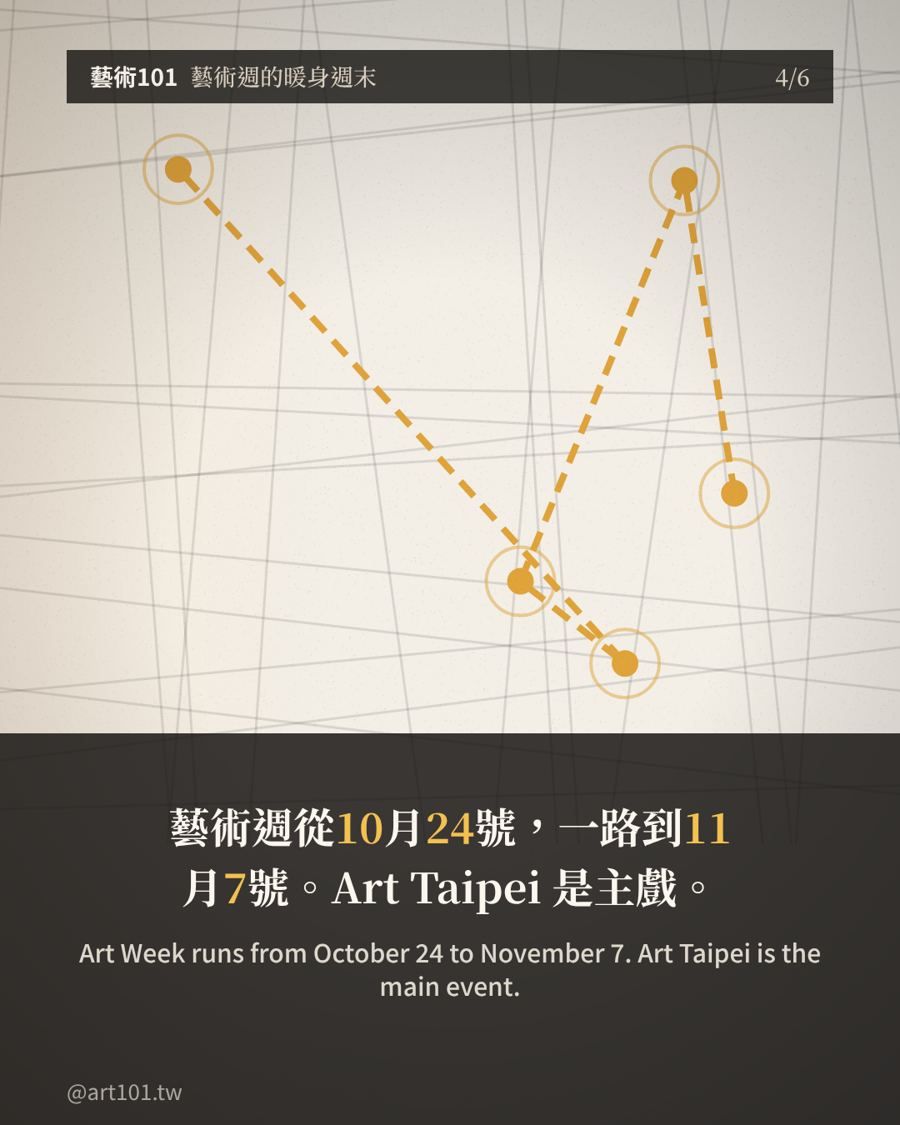 藝術101 藝術週的暖身週末 4/6
藝術週從10月24號，一路到11
月7號。Art Taipei 是主戲。
Art Week runs from October 24 to November 7. Art Taipei is the
main event.
@art101.tw